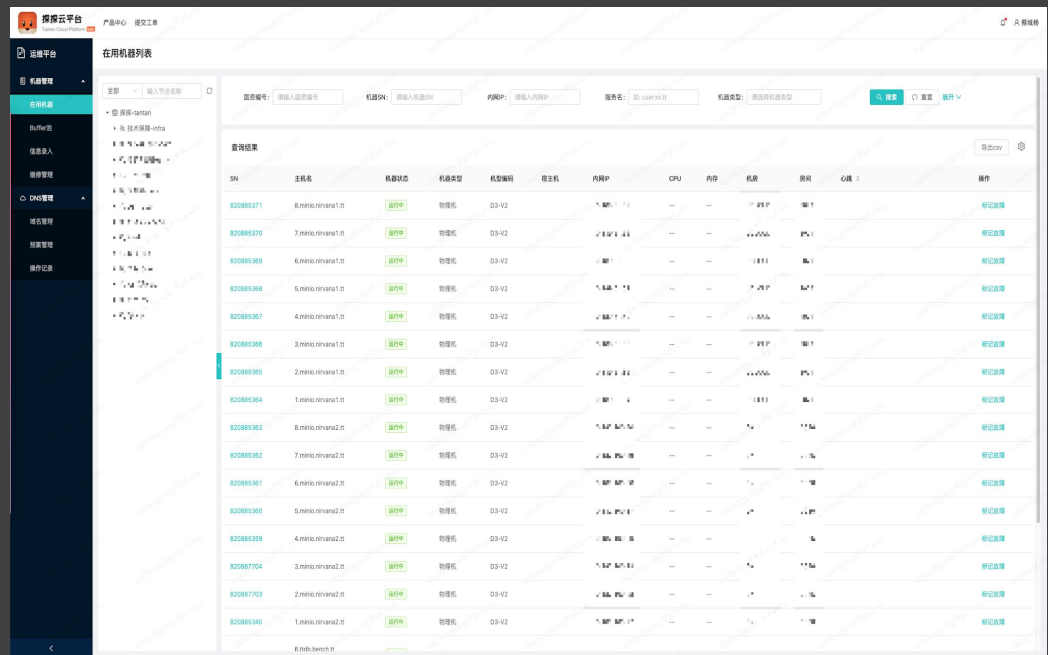 探探云平台
Tantan Cloud Platform
产品中心 提交工单
蔡城杨
运维平台
在用机器列表
机器管理
在用机器
Buffer池
信息录入
维修管理
DNS管理
域名管理
预案管理
操作记录
全部 输入节点名称
探探-tantan
技术保障-infra
固资编号: 请输入固资编号 机器SN: 请输入机器SN 内网IP: 请输入内网IP 服务名: 如: user.xx.tt 机器类型: 请选择机器类型 搜索 重置 展开
查询结果 导出csv
SN 主机名 机器状态 机器类型 机型编码 宿主机 内网IP CPU 内存 机房 房间 心跳 操作
820885371 8.minio.nirvana1.tt 运行中 物理机 D3-V2 -- -- 标记故障
820885370 7.minio.nirvana1.tt 运行中 物理机 D3-V2 -- -- 标记故障
820885369 6.minio.nirvana1.tt 运行中 物理机 D3-V2 -- -- 标记故障
820885368 5.minio.nirvana1.tt 运行中 物理机 D3-V2 -- -- 标记故障
820885367 4.minio.nirvana1.tt 运行中 物理机 D3-V2 -- -- 标记故障
820885366 3.minio.nirvana1.tt 运行中 物理机 D3-V2 -- -- 标记故障
820885365 2.minio.nirvana1.tt 运行中 物理机 D3-V2 -- -- 标记故障
820885364 1.minio.nirvana1.tt 运行中 物理机 D3-V2 -- -- 标记故障
820885363 8.minio.nirvana2.tt 运行中 物理机 D3-V2 -- -- 标记故障
820885362 7.minio.nirvana2.tt 运行中 物理机 D3-V2 -- -- 标记故障
820885361 6.minio.nirvana2.tt 运行中 物理机 D3-V2 -- -- 标记故障
820885360 5.minio.nirvana2.tt 运行中 物理机 D3-V2 -- -- 标记故障
820885359 4.minio.nirvana2.tt 运行中 物理机 D3-V2 -- -- 标记故障
820887704 3.minio.nirvana2.tt 运行中 物理机 D3-V2 -- -- 标记故障
820887703 2.minio.nirvana2.tt 运行中 物理机 D3-V2 -- -- 标记故障
820885340 1.minio.nirvana2.tt 运行中 物理机 D3-V2 -- -- 标记故障
6.ttdb.bench.tt